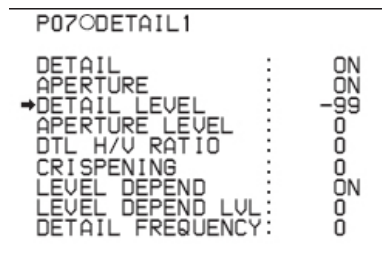 P07○DETAIL1
DETAIL : ON
APERTURE : ON
➡DETAIL LEVEL : -99
APERTURE LEVEL : 0
DTL H/V RATIO : 0
CRISPENING : 0
LEVEL DEPEND : ON
LEVEL DEPEND LVL: 0
DETAIL FREQUENCY: 0